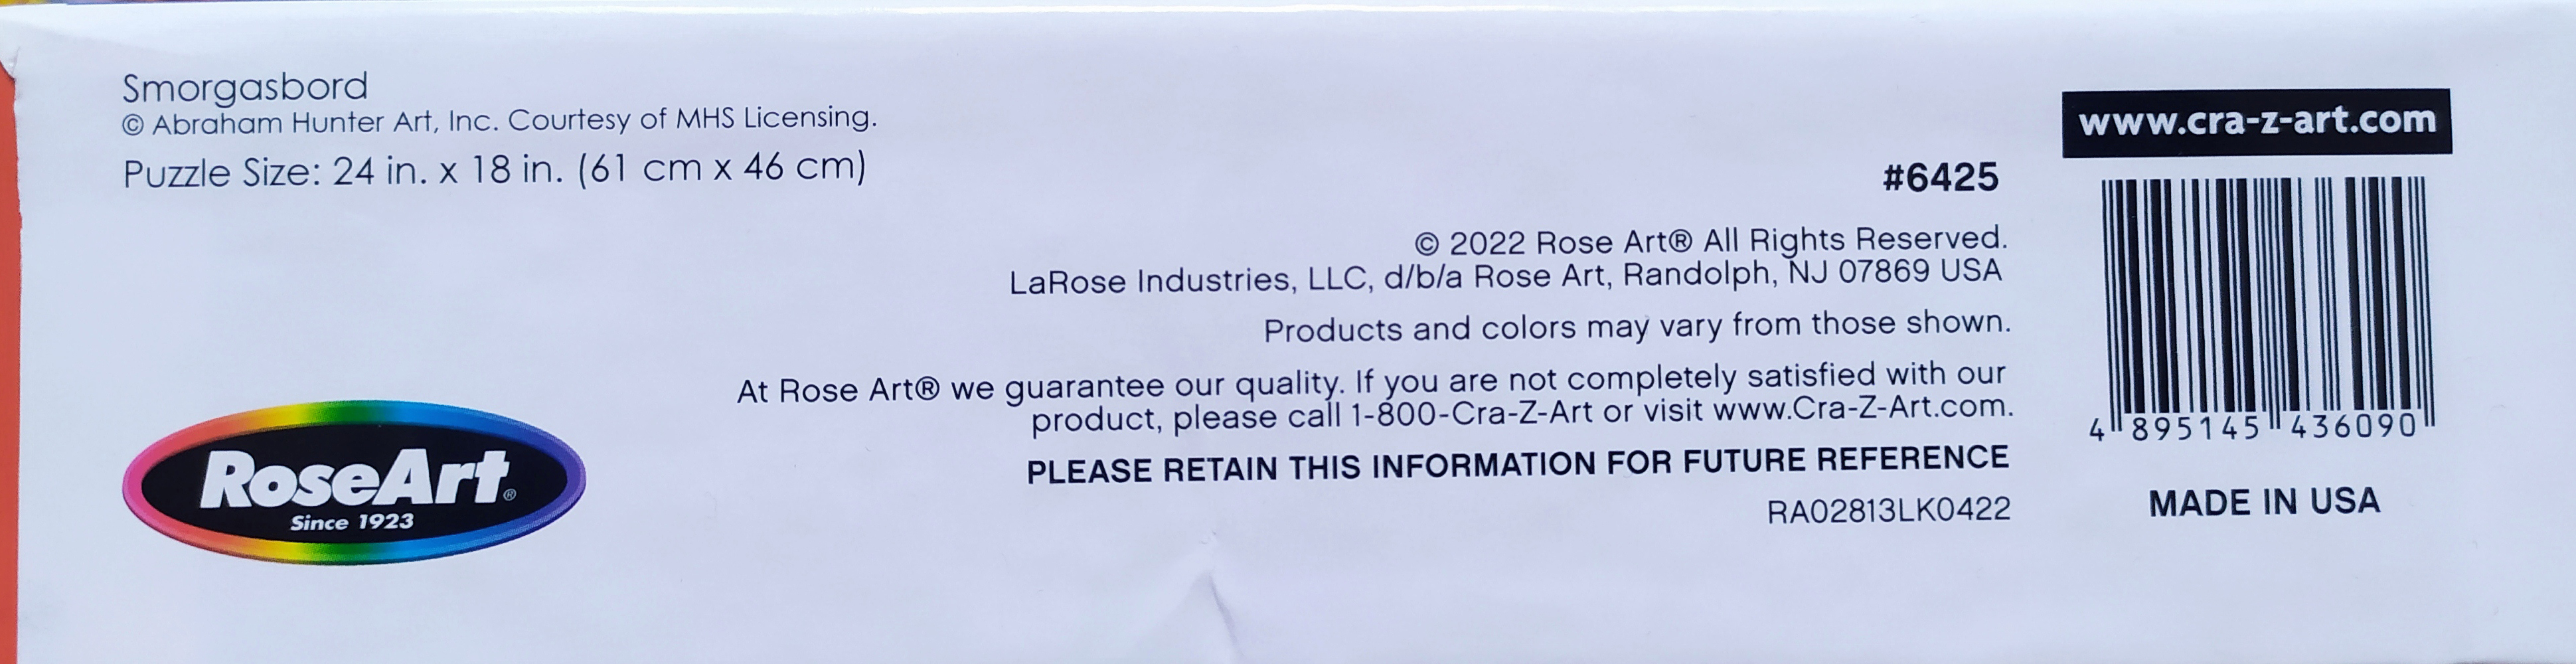 Smorgasbord
© Abraham Hunter Art, Inc. Courtesy of MHS Licensing.
Puzzle Size: 24 in. x 18 in. (61 cm x 46 cm)
RoseArt®
Since 1923
#6425
© 2022 Rose Art® All Rights Reserved.
LaRose Industries, LLC, d/b/a Rose Art, Randolph, NJ 07869 USA
Products and colors may vary from those shown.
At Rose Art® we guarantee our quality. If you are not completely satisfied with our
product, please call 1-800-Cra-Z-Art or visit www.Cra-Z-Art.com.
PLEASE RETAIN THIS INFORMATION FOR FUTURE REFERENCE
RA02813LK0422
www.cra-z-art.com
4 895145 436090
MADE IN USA